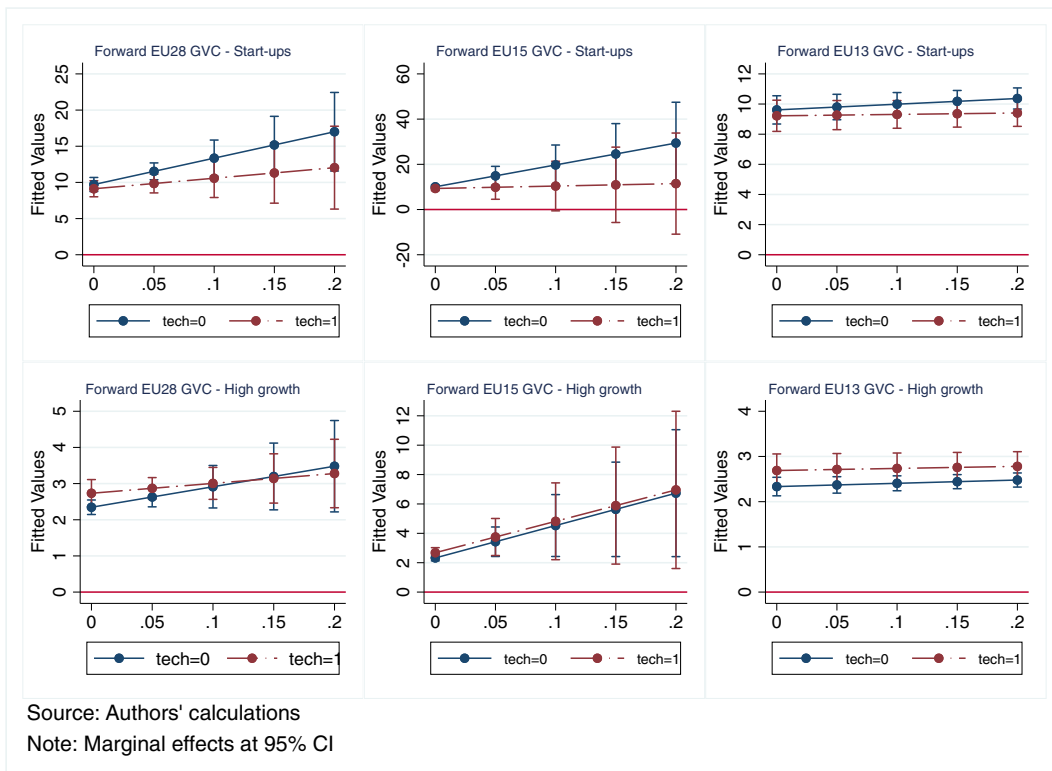 Forward EU28 GVC - Start-ups
Fitted Values
0 5 10 15 20 25
0 .05 .1 .15 .2
tech=0 tech=1
Forward EU15 GVC - Start-ups
Fitted Values
-20 0 20 40 60
0 .05 .1 .15 .2
tech=0 tech=1
Forward EU13 GVC - Start-ups
Fitted Values
0 2 4 6 8 10 12
0 .05 .1 .15 .2
tech=0 tech=1
Forward EU28 GVC - High growth
Fitted Values
0 1 2 3 4 5
0 .05 .1 .15 .2
tech=0 tech=1
Forward EU15 GVC - High growth
Fitted Values
0 2 4 6 8 10 12
0 .05 .1 .15 .2
tech=0 tech=1
Forward EU13 GVC - High growth
Fitted Values
0 1 2 3 4
0 .05 .1 .15 .2
tech=0 tech=1
Source: Authors' calculations
Note: Marginal effects at 95% CI